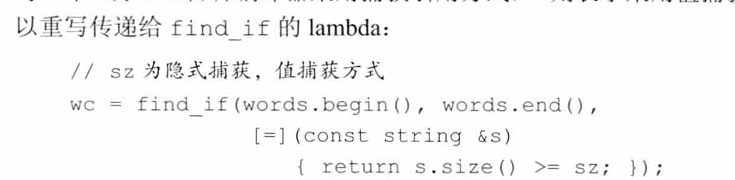 以重写传递给 find_if 的 lambda:
// sz 为隐式捕获，值捕获方式
wc = find_if(words.begin(), words.end(),
[=](const string &s)
{ return s.size() >= sz; });